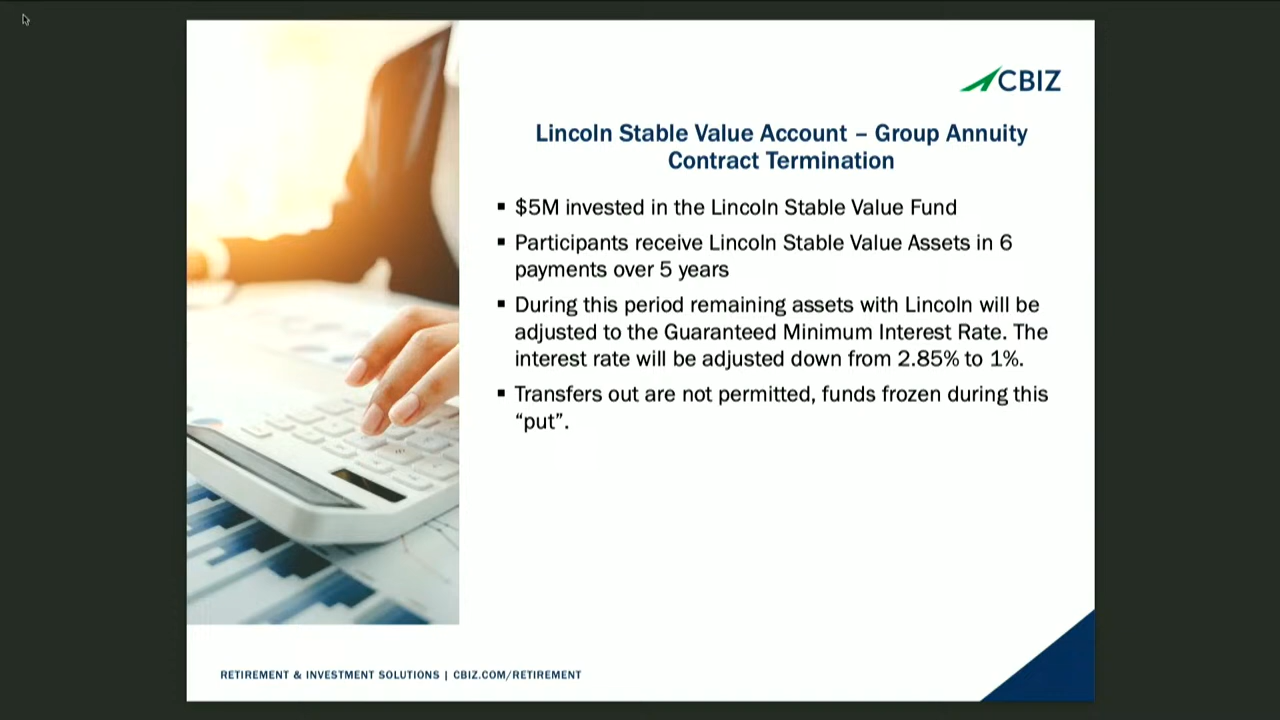 CBIZ
Lincoln Stable Value Account – Group Annuity
Contract Termination
▪ $5M invested in the Lincoln Stable Value Fund
▪ Participants receive Lincoln Stable Value Assets in 6
payments over 5 years
▪ During this period remaining assets with Lincoln will be
adjusted to the Guaranteed Minimum Interest Rate. The
interest rate will be adjusted down from 2.85% to 1%.
▪ Transfers out are not permitted, funds frozen during this
“put”.
RETIREMENT & INVESTMENT SOLUTIONS | CBIZ.COM/RETIREMENT